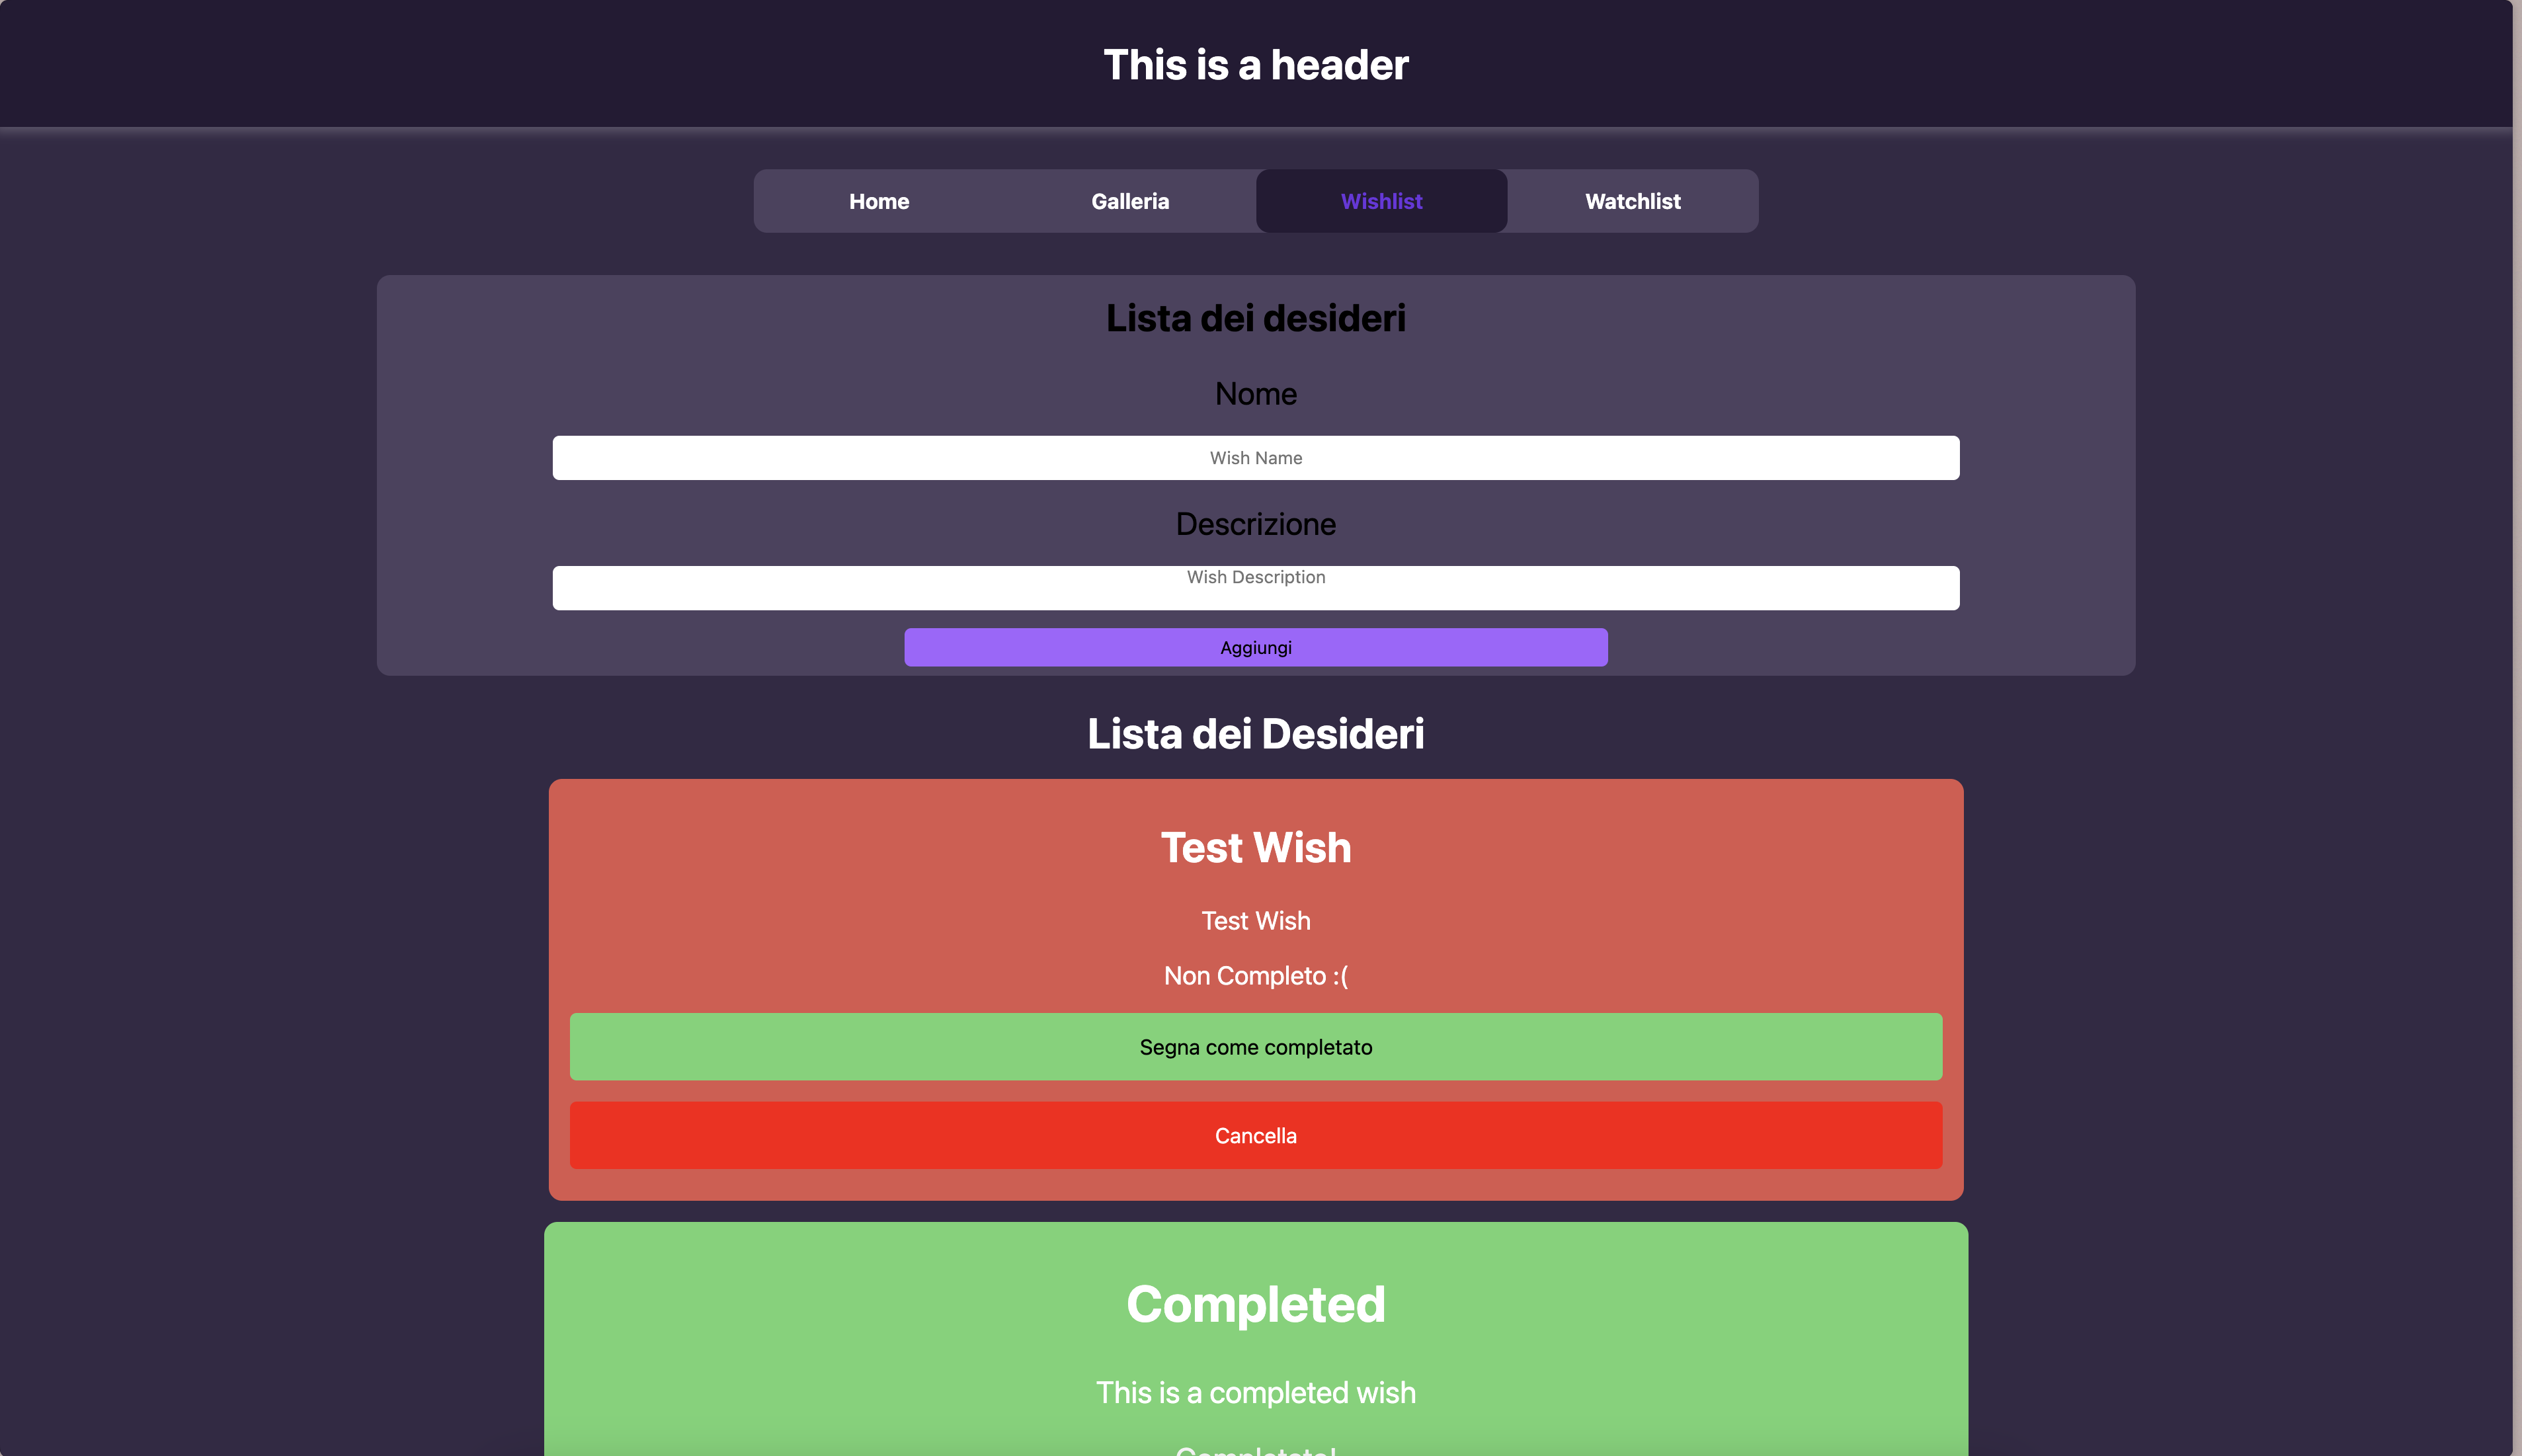 This is a header
Home Galleria Wishlist Watchlist
Lista dei desideri
Nome
Wish Name
Descrizione
Wish Description
Aggiungi
Lista dei Desideri
Test Wish
Test Wish
Non Completo :(
Segna come completato
Cancella
Completed
This is a completed wish